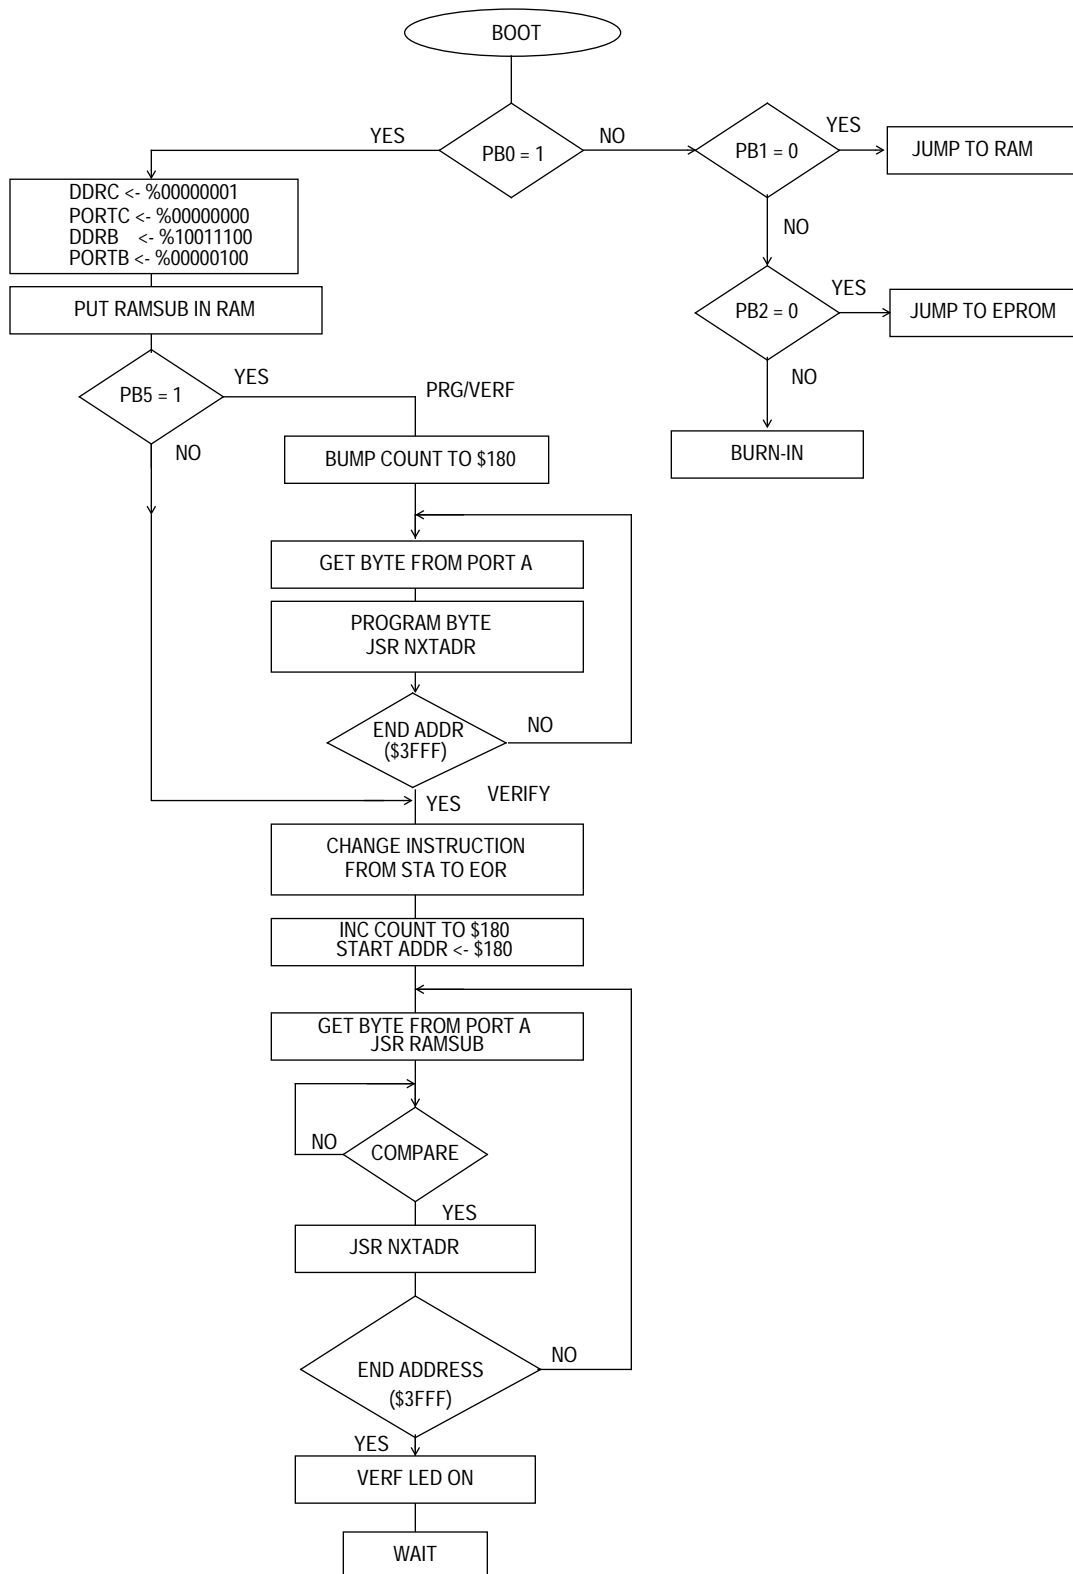 BOOT
YES
PB0 = 1
NO
PB1 = 0
YES
JUMP TO RAM
DDRC <- %00000001
PORTC <- %00000000
DDRB <- %10011100
PORTB <- %00000100
NO
PUT RAMSUB IN RAM
PB2 = 0
YES
JUMP TO EPROM
PB5 = 1
YES
PRG/VERF
NO
NO
BUMP COUNT TO $180
BURN-IN
GET BYTE FROM PORT A
PROGRAM BYTE
JSR NXTADR
END ADDR
($3FFF)
NO
YES
VERIFY
CHANGE INSTRUCTION
FROM STA TO EOR
INC COUNT TO $180
START ADDR <- $180
GET BYTE FROM PORT A
JSR RAMSUB
NO
COMPARE
YES
JSR NXTADR
END ADDRESS
($3FFF)
NO
YES
VERF LED ON
WAIT